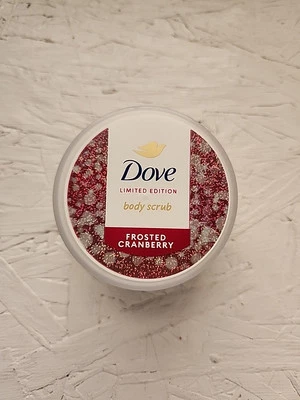 Dove
LIMITED EDITION
body scrub
FROSTED
CRANBERRY